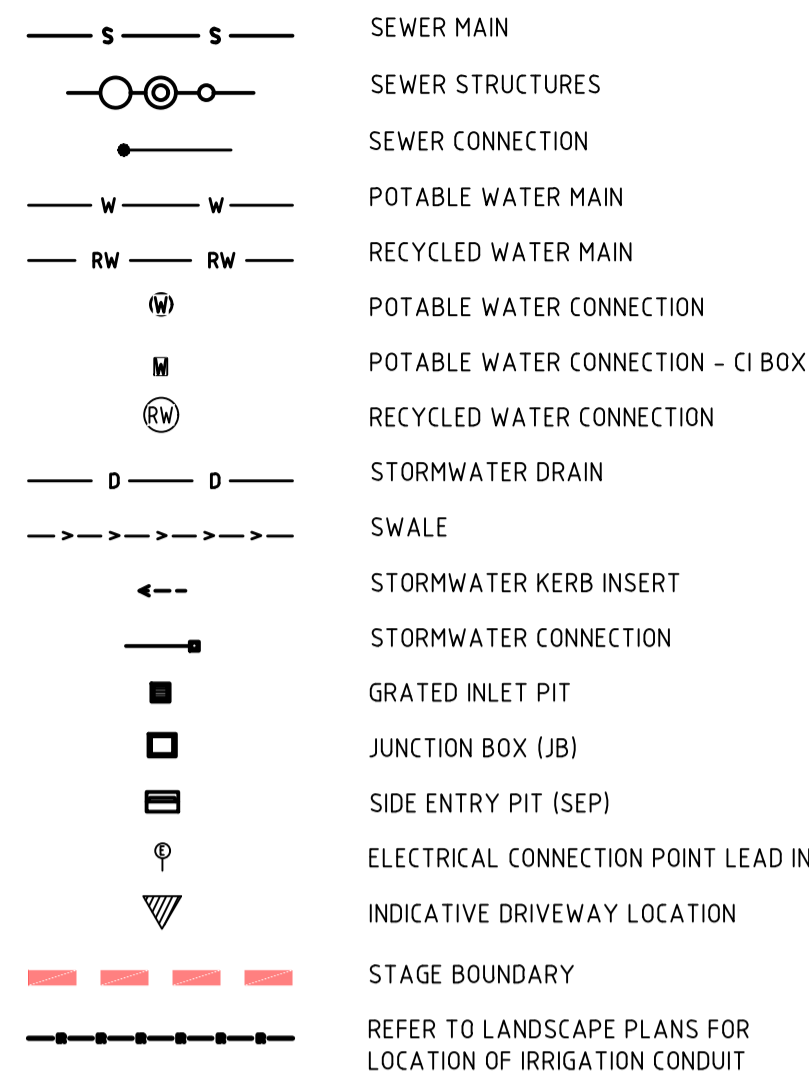 S S SEWER MAIN
SEWER STRUCTURES
SEWER CONNECTION
W W POTABLE WATER MAIN
RW RW RECYCLED WATER MAIN
(W) POTABLE WATER CONNECTION
W POTABLE WATER CONNECTION - CI BOX
RW RECYCLED WATER CONNECTION
D D STORMWATER DRAIN
SWALE
STORMWATER KERB INSERT
STORMWATER CONNECTION
GRATED INLET PIT
JUNCTION BOX (JB)
SIDE ENTRY PIT (SEP)
E ELECTRICAL CONNECTION POINT LEAD IN
INDICATIVE DRIVEWAY LOCATION
STAGE BOUNDARY
REFER TO LANDSCAPE PLANS FOR
LOCATION OF IRRIGATION CONDUIT